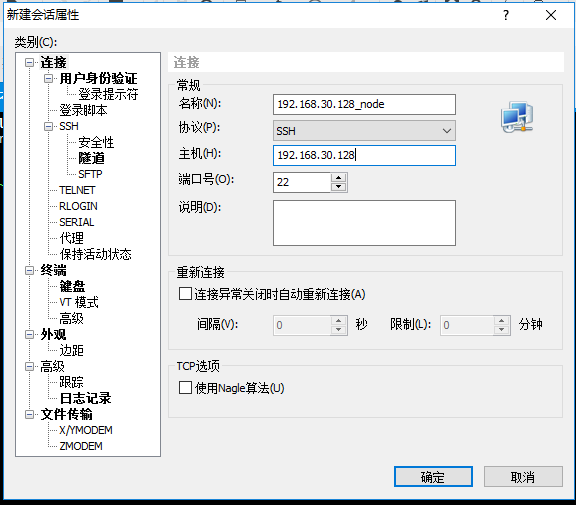 新建会话属性
类别(C):
连接
用户身份验证
登录提示符
登录脚本
SSH
安全性
隧道
SFTP
TELNET
RLOGIN
SERIAL
代理
保持活动状态
终端
键盘
VT 模式
高级
外观
边距
高级
跟踪
日志记录
文件传输
X/YMODEM
ZMODEM
连接
常规
名称(N): 192.168.30.128_node
协议(P): SSH
主机(H): 192.168.30.128
端口号(O): 22
说明(D):
重新连接
连接异常关闭时自动重新连接(A)
间隔(V): 0 秒 限制(L): 0 分钟
TCP选项
使用Nagle算法(U)
确定 取消